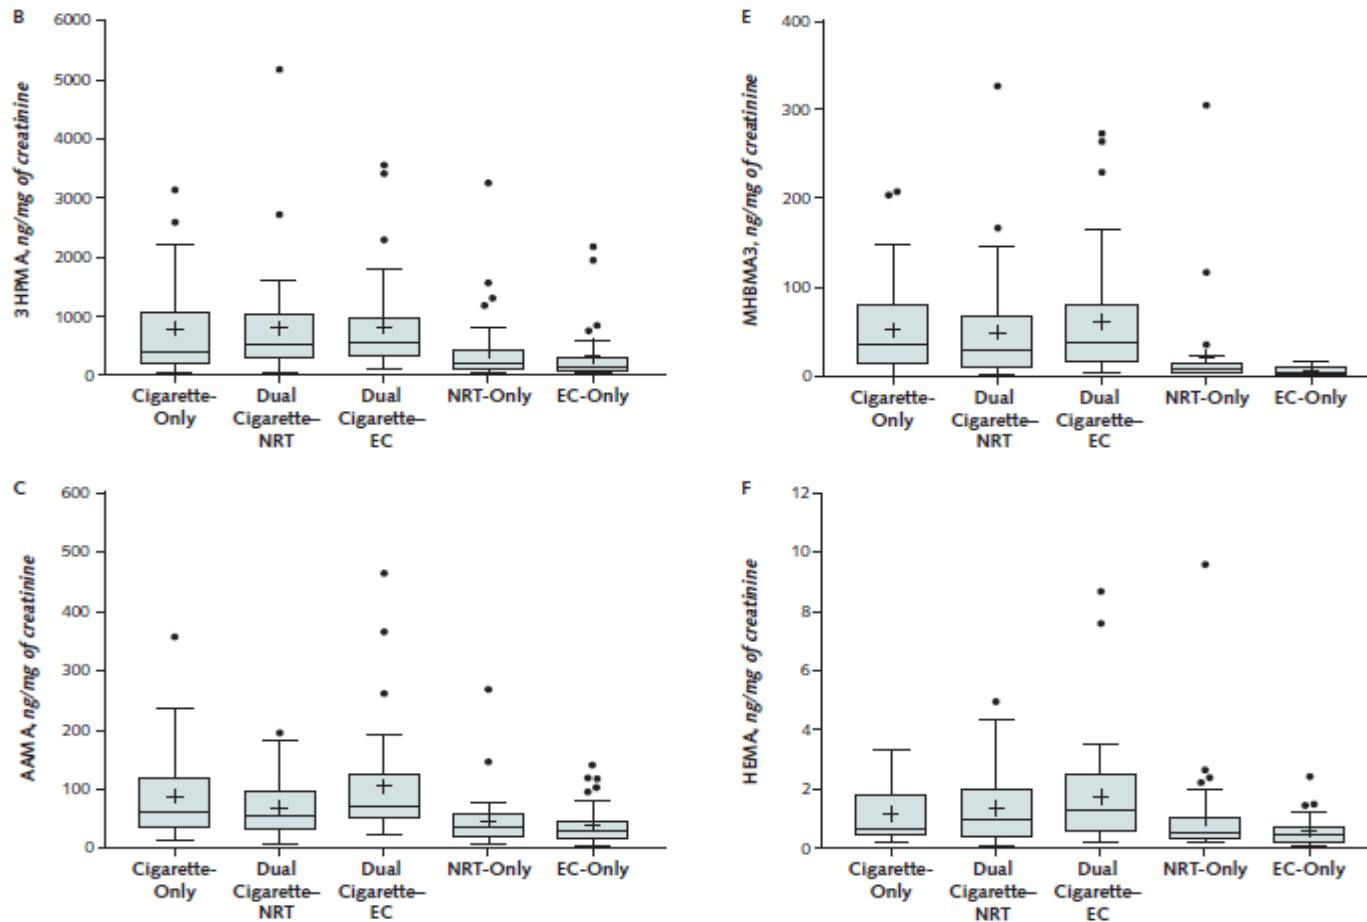 B
6000
5000
4000
3000
2000
1000
0
3HPMA, ng/mg of creatinine
Cigarette-
Only
Dual
Cigarette–
NRT
Dual
Cigarette–
EC
NRT-Only
EC-Only
E
400
300
200
100
0
MHBMA3, ng/mg of creatinine
Cigarette-
Only
Dual
Cigarette–
NRT
Dual
Cigarette–
EC
NRT-Only
EC-Only
C
600
500
400
300
200
100
0
AAMA, ng/mg of creatinine
Cigarette-
Only
Dual
Cigarette–
NRT
Dual
Cigarette–
EC
NRT-Only
EC-Only
F
12
10
8
6
4
2
0
HEMA, ng/mg of creatinine
Cigarette-
Only
Dual
Cigarette–
NRT
Dual
Cigarette–
EC
NRT-Only
EC-Only